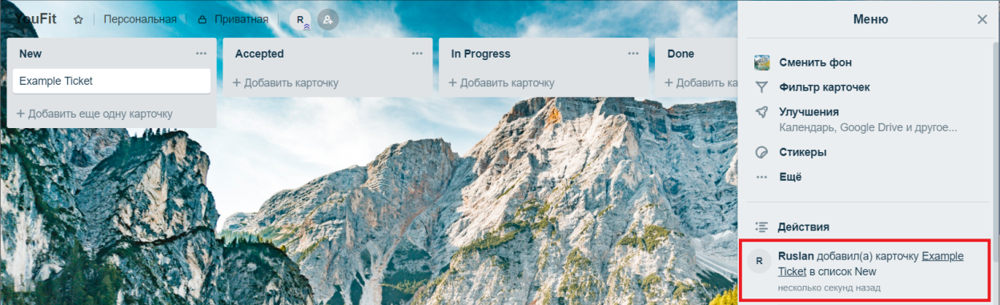 YouFit Персональная Приватная R
New
Example Ticket
+ Добавить еще одну карточку
Accepted
+ Добавить карточку
In Progress
+ Добавить карточку
Done
+ Добавить ка
Меню
Сменить фон
Фильтр карточек
Улучшения
Календарь, Google Drive и другое...
Стикеры
Ещё
Действия
R
Ruslan добавил(а) карточку Example
Ticket в список New
несколько секунд назад